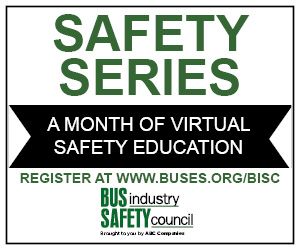 SAFETY
SERIES
A MONTH OF VIRTUAL
SAFETY EDUCATION
REGISTER AT WWW.BUSES.ORG/BISC
BUS industry
SAFETY council
Brought to you by ABC Companies